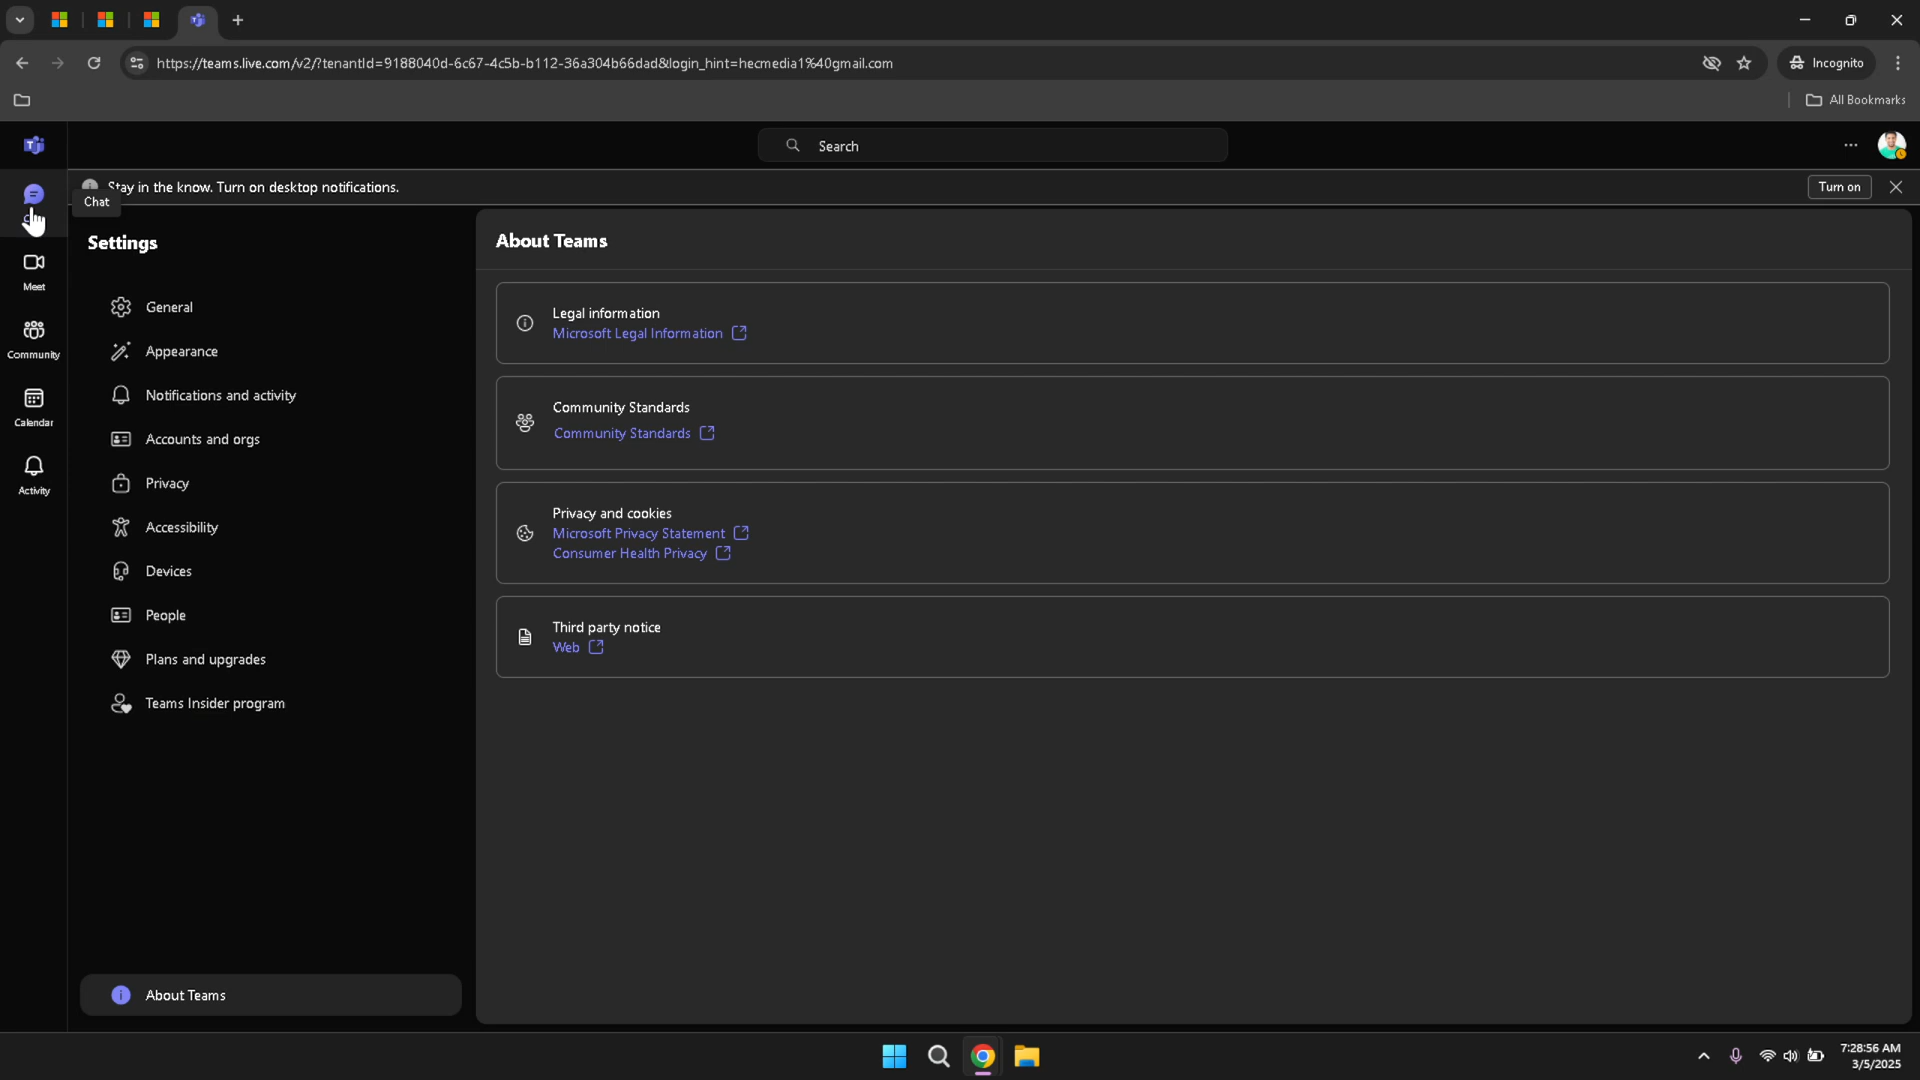 https://teams.live.com/v2/?tenantId=9188040d-6c67-4c5b-b112-36a304b66dad&login_hint=hecmedia1%40gmail.com
Incognito
All Bookmarks
Search
Stay in the know. Turn on desktop notifications.
Turn on
Chat
Meet
Community
Calendar
Activity
Settings
General
Appearance
Notifications and activity
Accounts and orgs
Privacy
Accessibility
Devices
People
Plans and upgrades
Teams Insider program
About Teams
About Teams
Legal information
Microsoft Legal Information
Community Standards
Community Standards
Privacy and cookies
Microsoft Privacy Statement
Consumer Health Privacy
Third party notice
Web
7:28:56 AM
3/5/2025